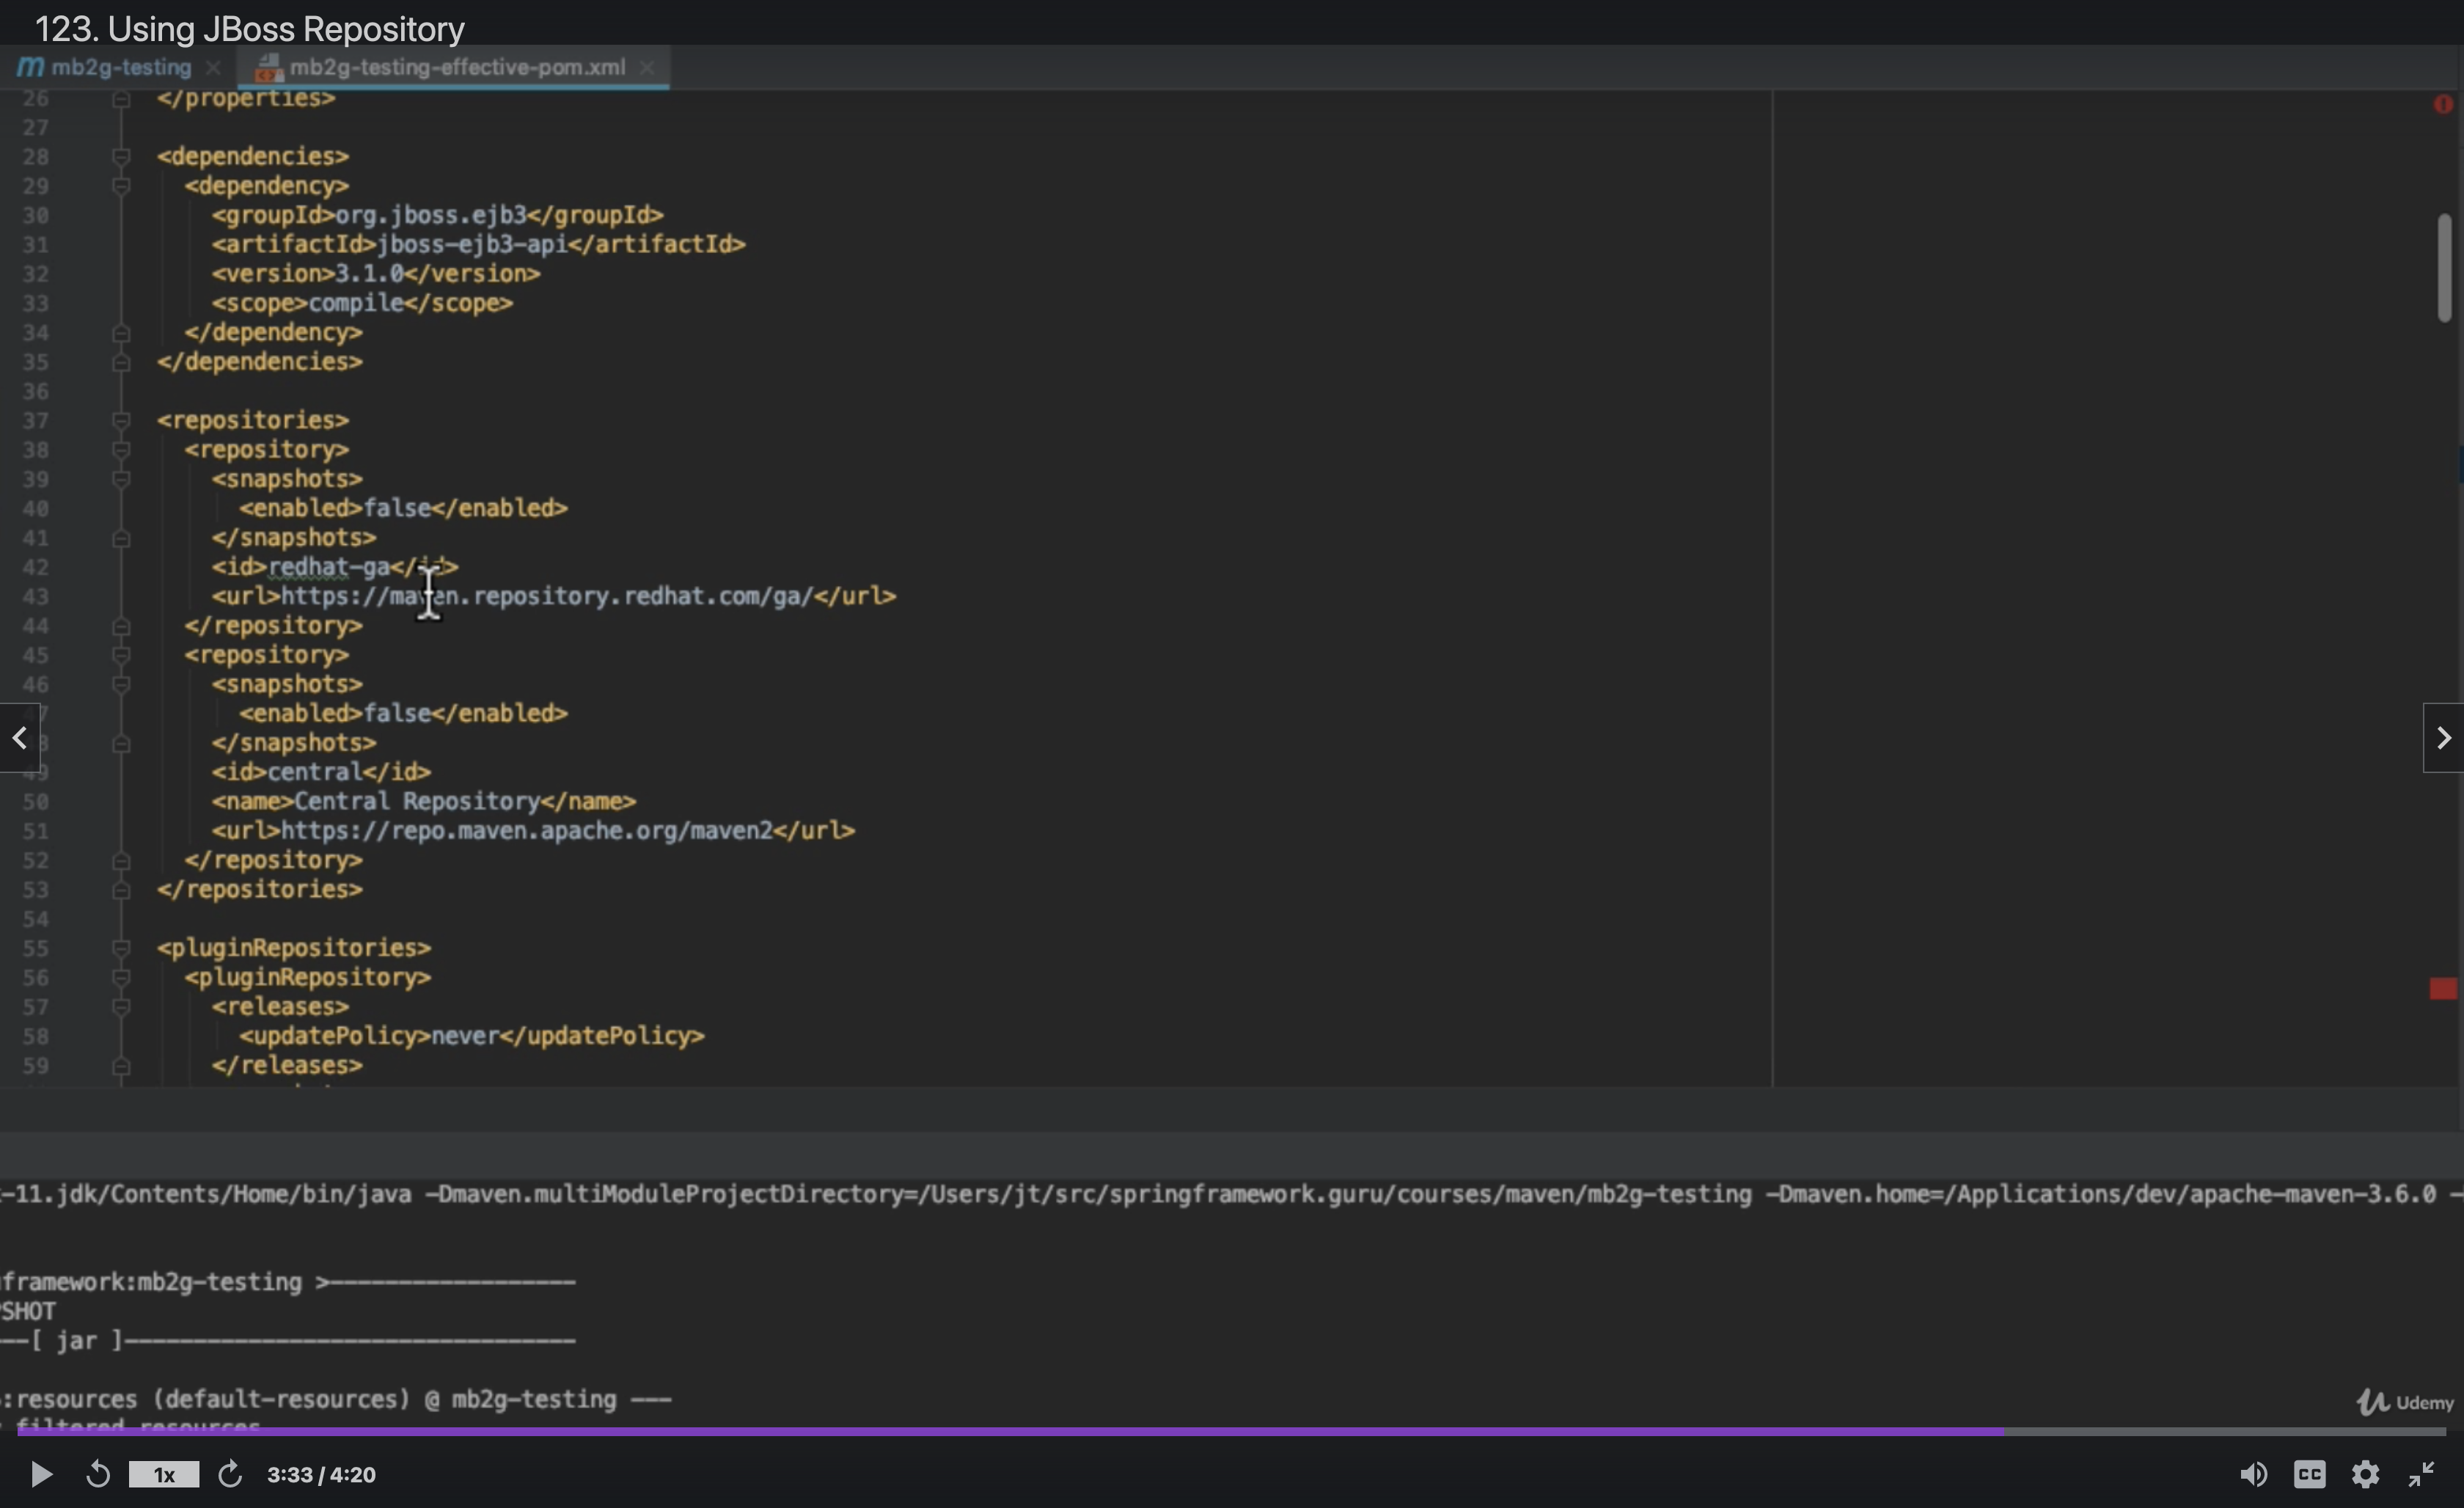 123. Using JBoss Repository
mb2g-testing
mb2g-testing-effective-pom.xml
26 </properties>
27
28 <dependencies>
29 <dependency>
30 <groupId>org.jboss.ejb3</groupId>
31 <artifactId>jboss-ejb3-api</artifactId>
32 <version>3.1.0</version>
33 <scope>compile</scope>
34 </dependency>
35 </dependencies>
36
37 <repositories>
38 <repository>
39 <snapshots>
40 <enabled>false</enabled>
41 </snapshots>
42 <id>redhat-ga</id>
43 <url>https://maven.repository.redhat.com/ga/</url>
44 </repository>
45 <repository>
46 <snapshots>
7 <enabled>false</enabled>
8 </snapshots>
49 <id>central</id>
50 <name>Central Repository</name>
51 <url>https://repo.maven.apache.org/maven2</url>
52 </repository>
53 </repositories>
54
55 <pluginRepositories>
56 <pluginRepository>
57 <releases>
58 <updatePolicy>never</updatePolicy>
59 </releases>
-11.jdk/Contents/Home/bin/java -Dmaven.multiModuleProjectDirectory=/Users/jt/src/springframework.guru/courses/maven/mb2g-testing -Dmaven.home=/Applications/dev/apache-maven-3.6.0 -
framework:mb2g-testing >------------------
SHOT
--[ jar ]---------------------------------
:resources (default-resources) @ mb2g-testing ---
filtered resources
Udemy
1x
3:33 / 4:20
CC